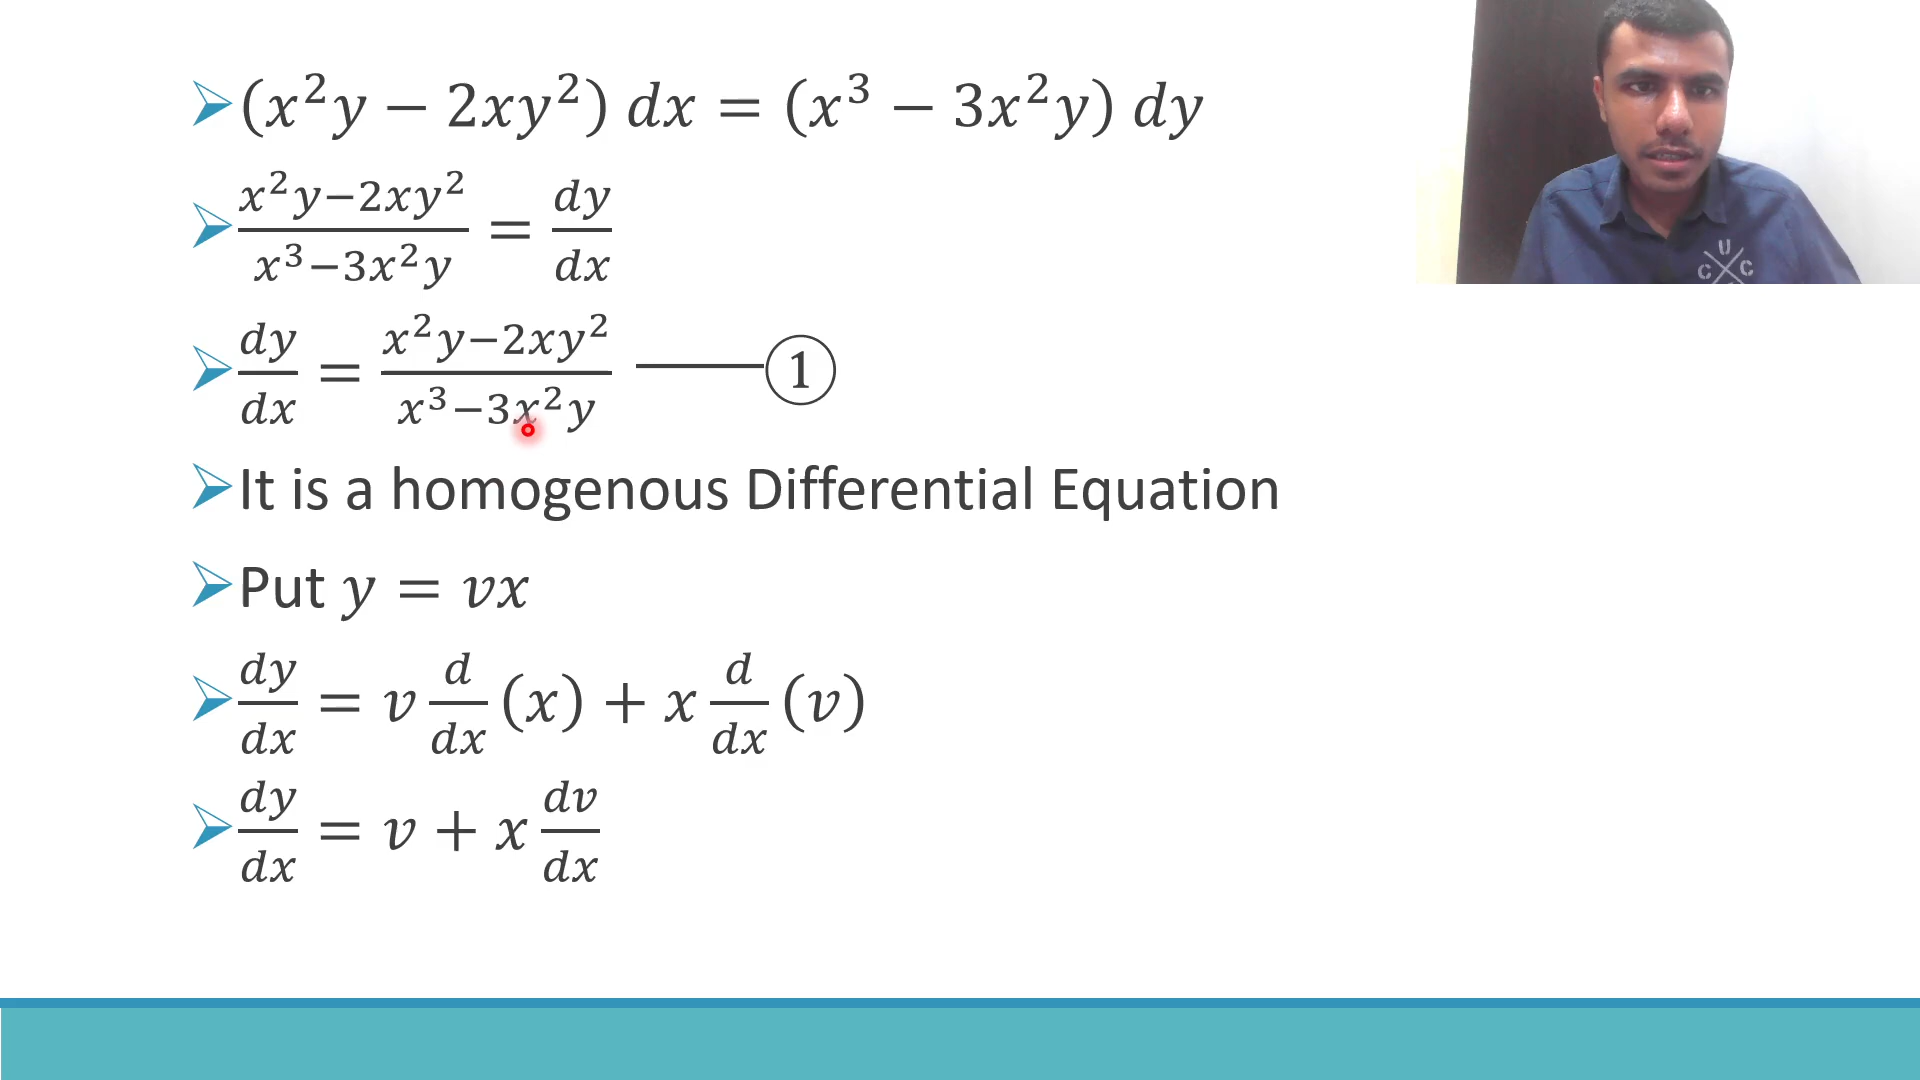 ➢(x²y − 2xy²) dx = (x³ − 3x²y) dy
➢(x²y−2xy²)/(x³−3x²y) = dy/dx
➢dy/dx = (x²y−2xy²)/(x³−3x²y) ——①
➢It is a homogenous Differential Equation
➢Put y = vx
➢dy/dx = v d/dx (x) + x d/dx (v)
➢dy/dx = v + x dv/dx
U
C C